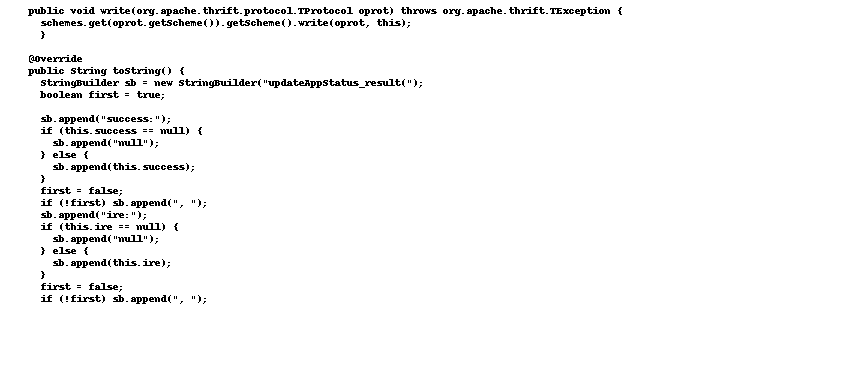 public void write(org.apache.thrift.protocol.TProtocol oprot) throws org.apache.thrift.TException {
schemes.get(oprot.getScheme()).getScheme().write(oprot, this);
}
@Override
public String toString() {
StringBuilder sb = new StringBuilder("updateAppStatus_result(");
boolean first = true;
sb.append("success:");
if (this.success == null) {
sb.append("null");
} else {
sb.append(this.success);
}
first = false;
if (!first) sb.append(", ");
sb.append("ire:");
if (this.ire == null) {
sb.append("null");
} else {
sb.append(this.ire);
}
first = false;
if (!first) sb.append(", ");